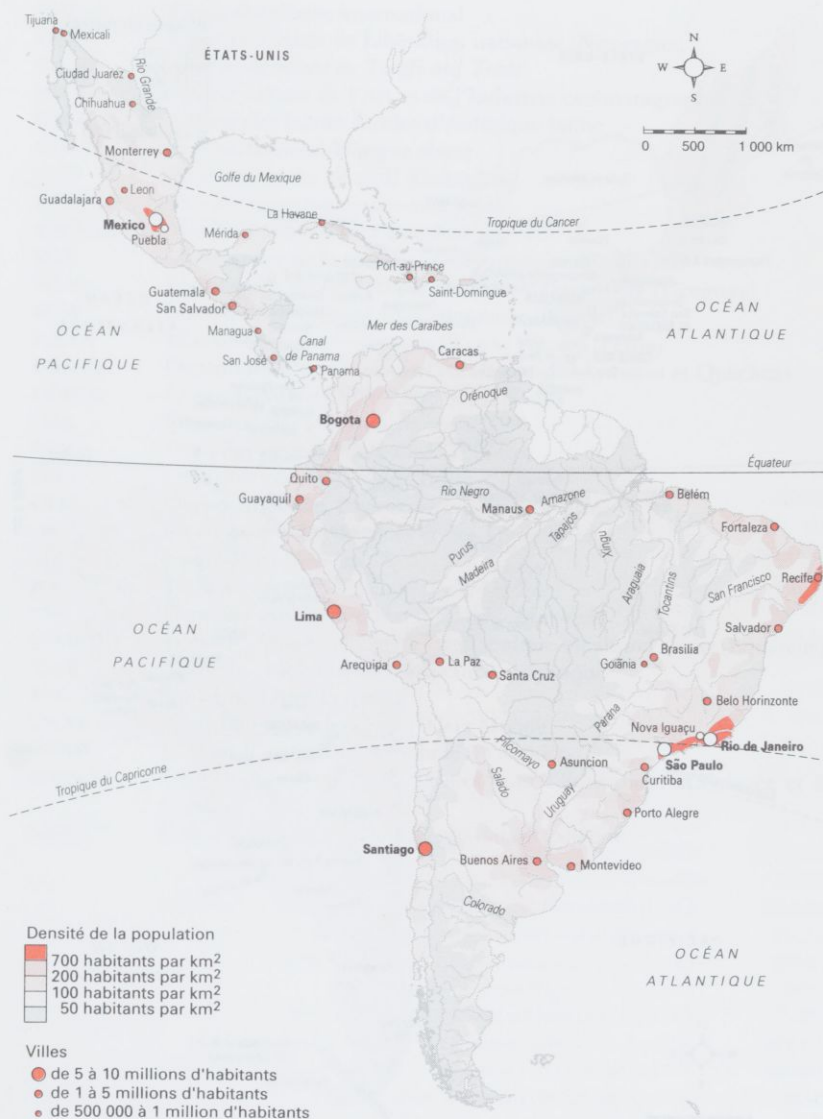 Tijuana
Mexicali
ÉTATS-UNIS
N
W
E
S
Ciudad Juarez
Rio Grande
Chihuahua
0 500 1 000 km
Monterrey
Golfe du Mexique
Leon
Guadalajara
La Havane
Tropique du Cancer
Mexico
Mérida
Puebla
Port-au-Prince
Guatemala
Saint-Domingue
San Salvador
OCÉAN
ATLANTIQUE
OCÉAN
PACIFIQUE
Managua
Mer des Caraïbes
Canal
de Panama
Caracas
San José
Panama
Orénoque
Bogota
Équateur
Quito
Rio Negro
Amazone
Belém
Guayaquil
Manaus
Tapajos
Xingu
Fortaleza
Purus
Madeira
Araguaia
Tocantins
San Francisco
Recife
Lima
Salvador
OCÉAN
PACIFIQUE
Brasilia
Arequipa
La Paz
Goiânia
Santa Cruz
Belo Horinzonte
Parana
Nova Iguaçu
Rio de Janeiro
Pilcomayo
São Paulo
Asuncion
Tropique du Capricorne
Salado
Curitiba
Uruguay
Porto Alegre
Santiago
Buenos Aires
Montevideo
Colorado
Densité de la population
700 habitants par km²
200 habitants par km²
100 habitants par km²
50 habitants par km²
OCÉAN
ATLANTIQUE
Villes
de 5 à 10 millions d'habitants
de 1 à 5 millions d'habitants
de 500 000 à 1 million d'habitants